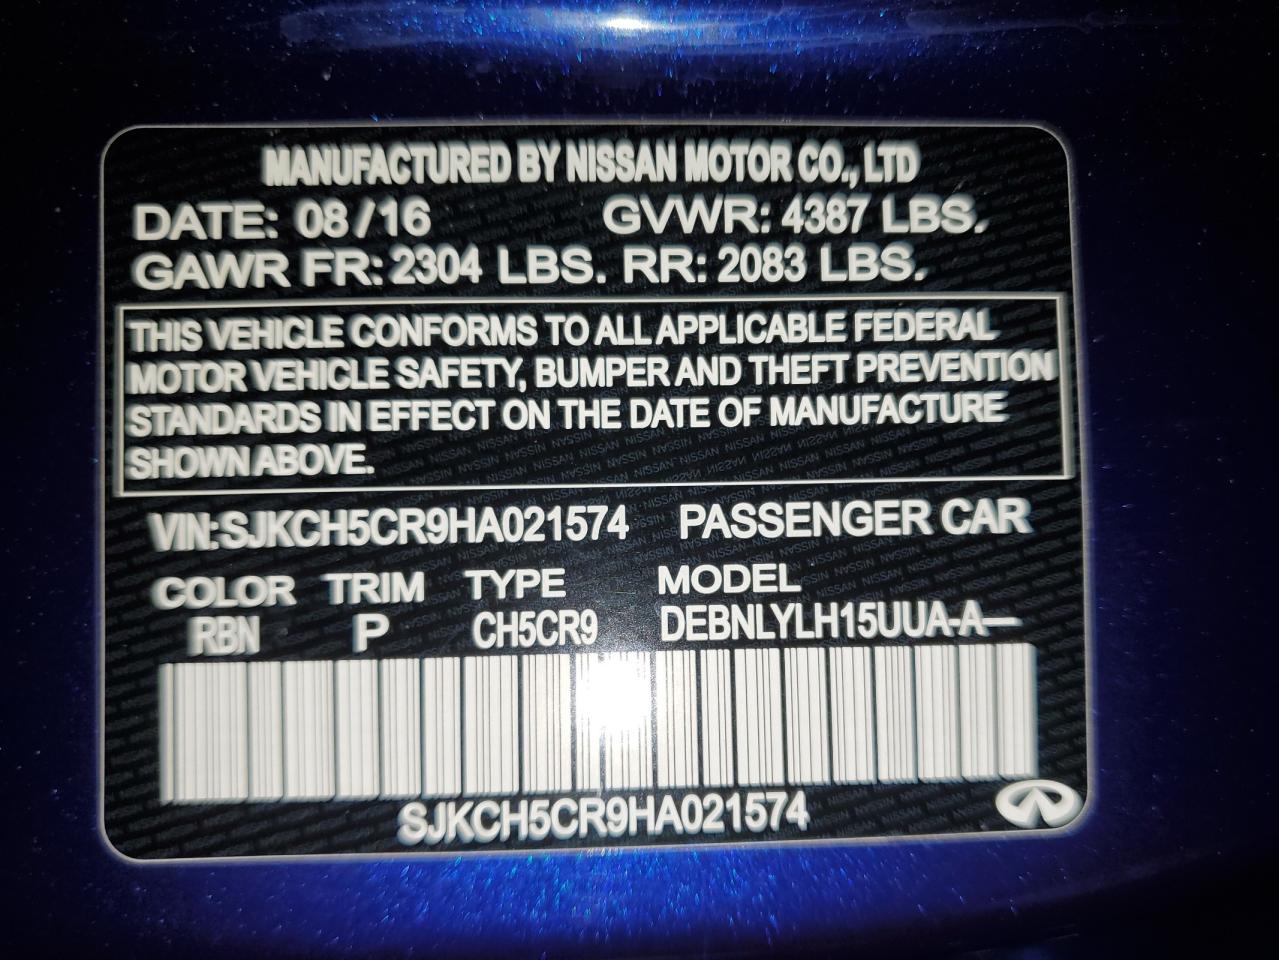 MANUFACTURED BY NISSAN MOTOR CO., LTD
DATE: 08/16 GVWR: 4387 LBS.
GAWR FR: 2304 LBS. RR: 2083 LBS.
THIS VEHICLE CONFORMS TO ALL APPLICABLE FEDERAL
MOTOR VEHICLE SAFETY, BUMPER AND THEFT PREVENTION
STANDARDS IN EFFECT ON THE DATE OF MANUFACTURE
SHOWN ABOVE.
VIN:SJKCH5CR9HA021574 PASSENGER CAR
COLOR TRIM TYPE MODEL
RBN P CH5CR9 DEBNLYLH15UUA-A—
SJKCH5CR9HA021574